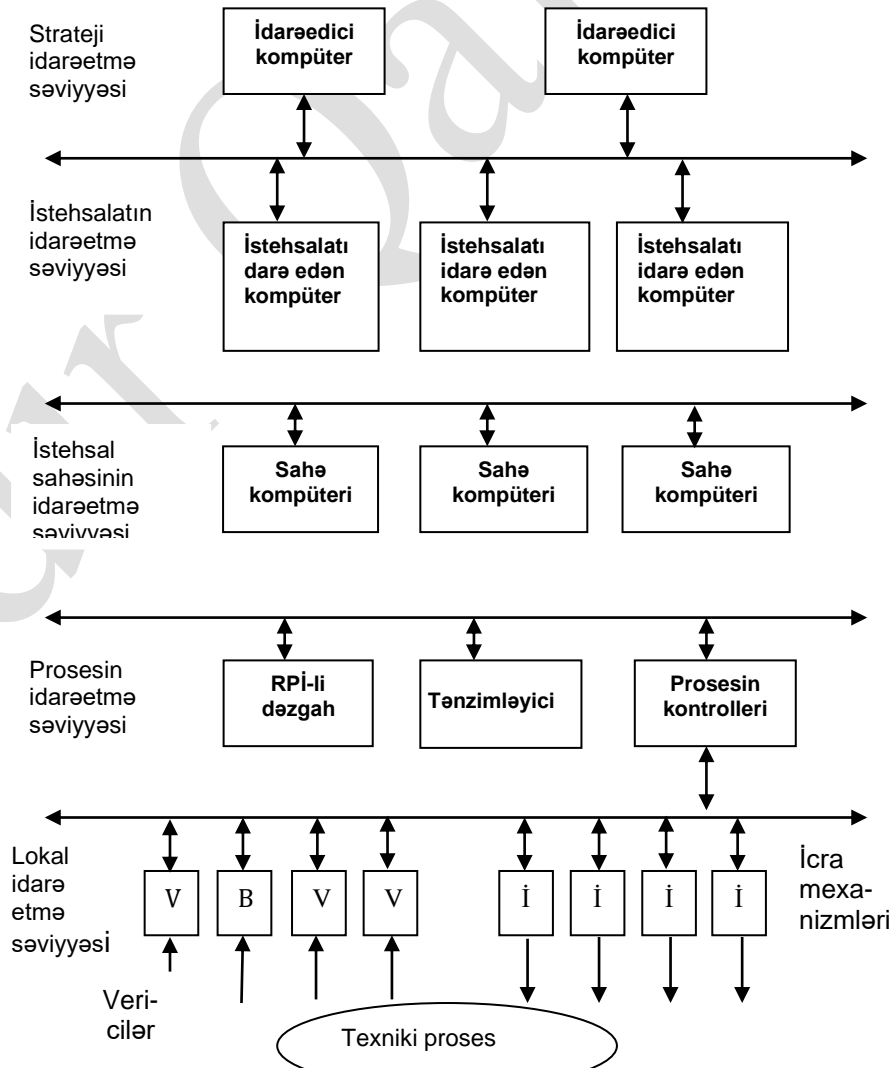 Strateji
idarəetmə
səviyyəsi
İdarəedici
kompüter
İdarəedici
kompüter
İstehsalatın
idarəetmə
səviyyəsi
İstehsalatı
darə edən
kompüter
İstehsalatı
idarə edən
kompüter
İstehsalatı
idarə edən
kompüter
İstehsal
sahəsinin
idarəetmə
səviyyəsi
Sahə
kompüteri
Sahə
kompüteri
Sahə
kompüteri
Prosesin
idarəetmə
səviyyəsi
RPİ-li
dəzgah
Tənzimləyici
Prosesin
kontrolleri
Lokal
idarə
etmə
səviyyəsi
V B V V İ İ İ İ
İcra
mexa-
nizmləri
Veri-
cilər
Texniki proses